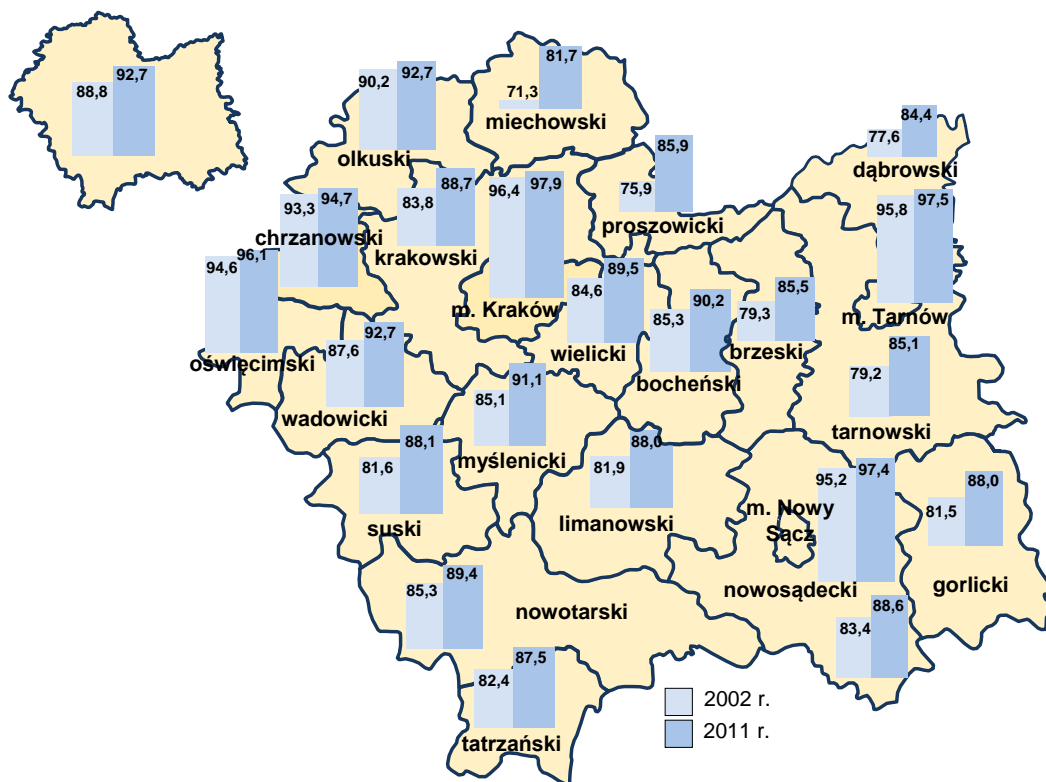 88,8
92,7
90,2
92,7
olkuski
71,3
81,7
miechowski
77,6
84,4
dąbrowski
75,9
85,9
proszowicki
93,3
94,7
chrzanowski
83,8
88,7
krakowski
96,4
97,9
m. Kraków
95,8
97,5
m. Tarnów
94,6
96,1
oświęcimski
84,6
89,5
wielicki
85,3
90,2
bocheński
79,3
85,5
brzeski
87,6
92,7
wadowicki
79,2
85,1
tarnowski
85,1
91,1
myślenicki
81,6
88,1
suski
81,9
88,0
limanowski
95,2
97,4
m. Nowy
Sącz
81,5
88,0
gorlicki
85,3
89,4
nowotarski
nowosądecki
83,4
88,6
82,4
87,5
tatrzański
2002 r.
2011 r.